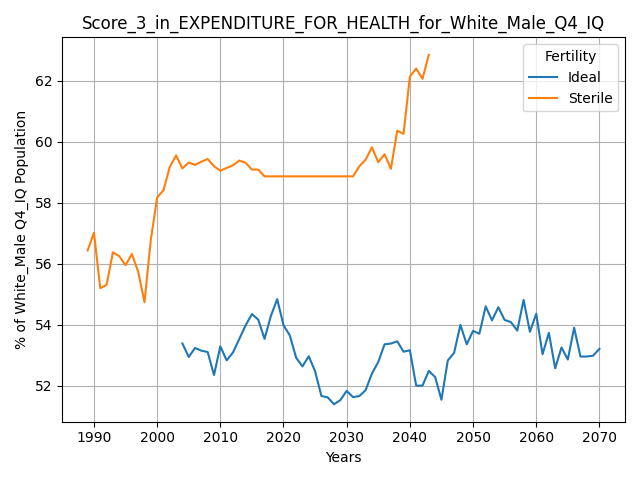 Score_3_in_EXPENDITURE_FOR_HEALTH_for_White_Male_Q4_IQ
% of White_Male Q4_IQ Population
62
60
58
56
54
52
Fertility
Ideal
Sterile
1990 2000 2010 2020 2030 2040 2050 2060 2070
Years